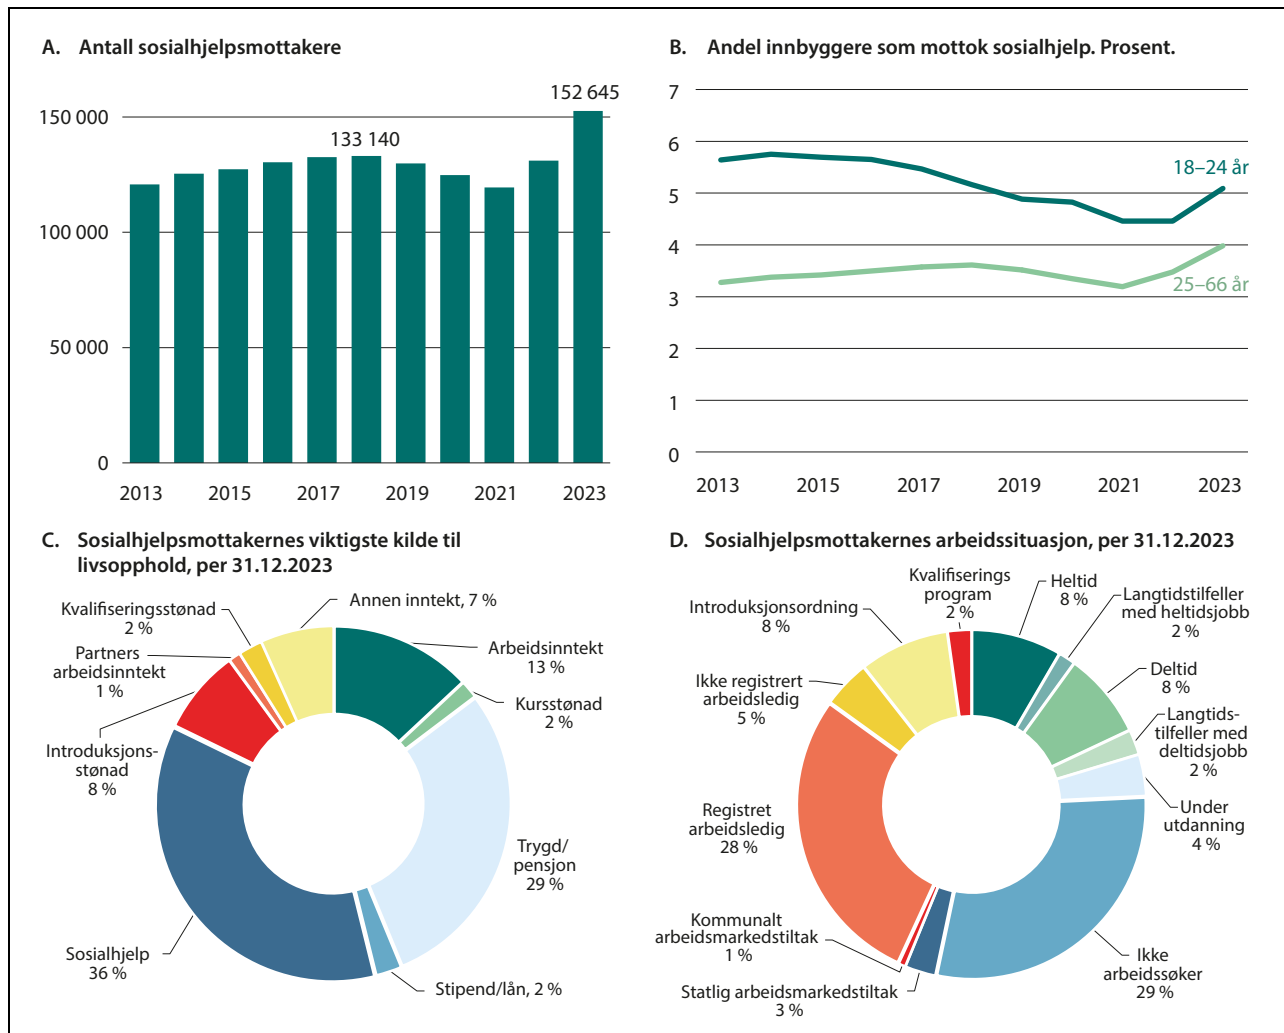 A. Antall sosialhjelpsmottakere
150 000
100 000
50 000
0
133 140
152 645
2013 2015 2017 2019 2021 2023
B. Andel innbyggere som mottok sosialhjelp. Prosent.
7
6
5
4
3
2
1
0
18–24 år
25–66 år
2013 2015 2017 2019 2021 2023
C. Sosialhjelpsmottakernes viktigste kilde til
livsopphold, per 31.12.2023
Annen inntekt, 7 %
Kvalifiseringsstønad
2 %
Partners
arbeidsinntekt
1 %
Introduksjons-
stønad
8 %
Sosialhjelp
36 %
Arbeidsinntekt
13 %
Kursstønad
2 %
Trygd/
pensjon
29 %
Stipend/lån, 2 %
D. Sosialhjelpsmottakernes arbeidssituasjon, per 31.12.2023
Kvalifiserings
program
2 %
Heltid
8 %
Langtidstilfeller
med heltidsjobb
2 %
Deltid
8 %
Langtids-
tilfeller med
deltidsjobb
2 %
Under
utdanning
4 %
Ikke
arbeidssøker
29 %
Introduksjonsordning
8 %
Ikke registrert
arbeidsledig
5 %
Registret
arbeidsledig
28 %
Kommunalt
arbeidsmarkedstiltak
1 %
Statlig arbeidsmarkedstiltak
3 %